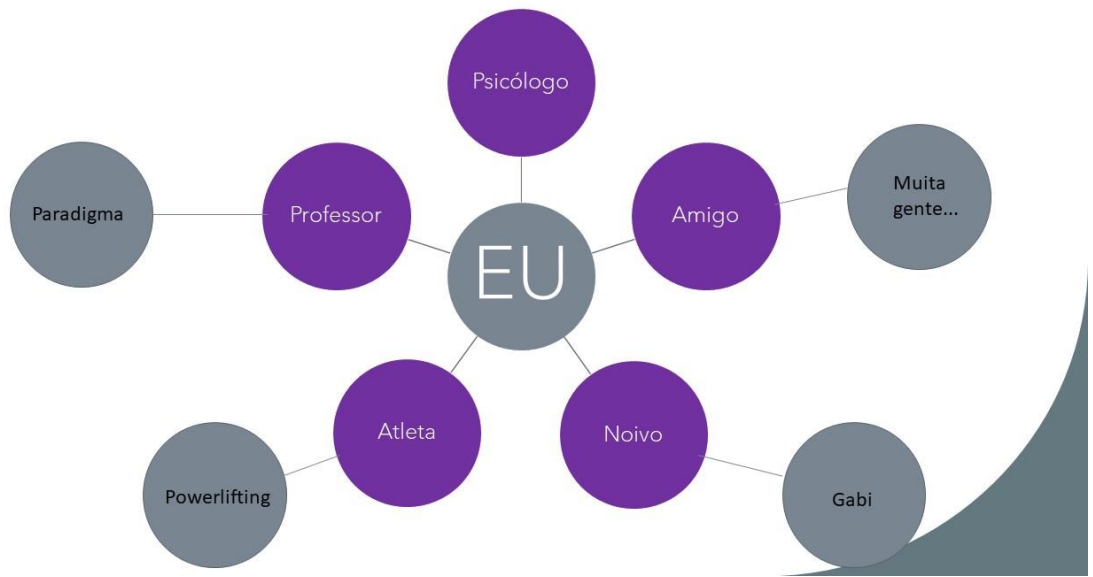 Psicólogo
Paradigma
Professor
Amigo
Muita
gente...
EU
Atleta
Noivo
Powerlifting
Gabi